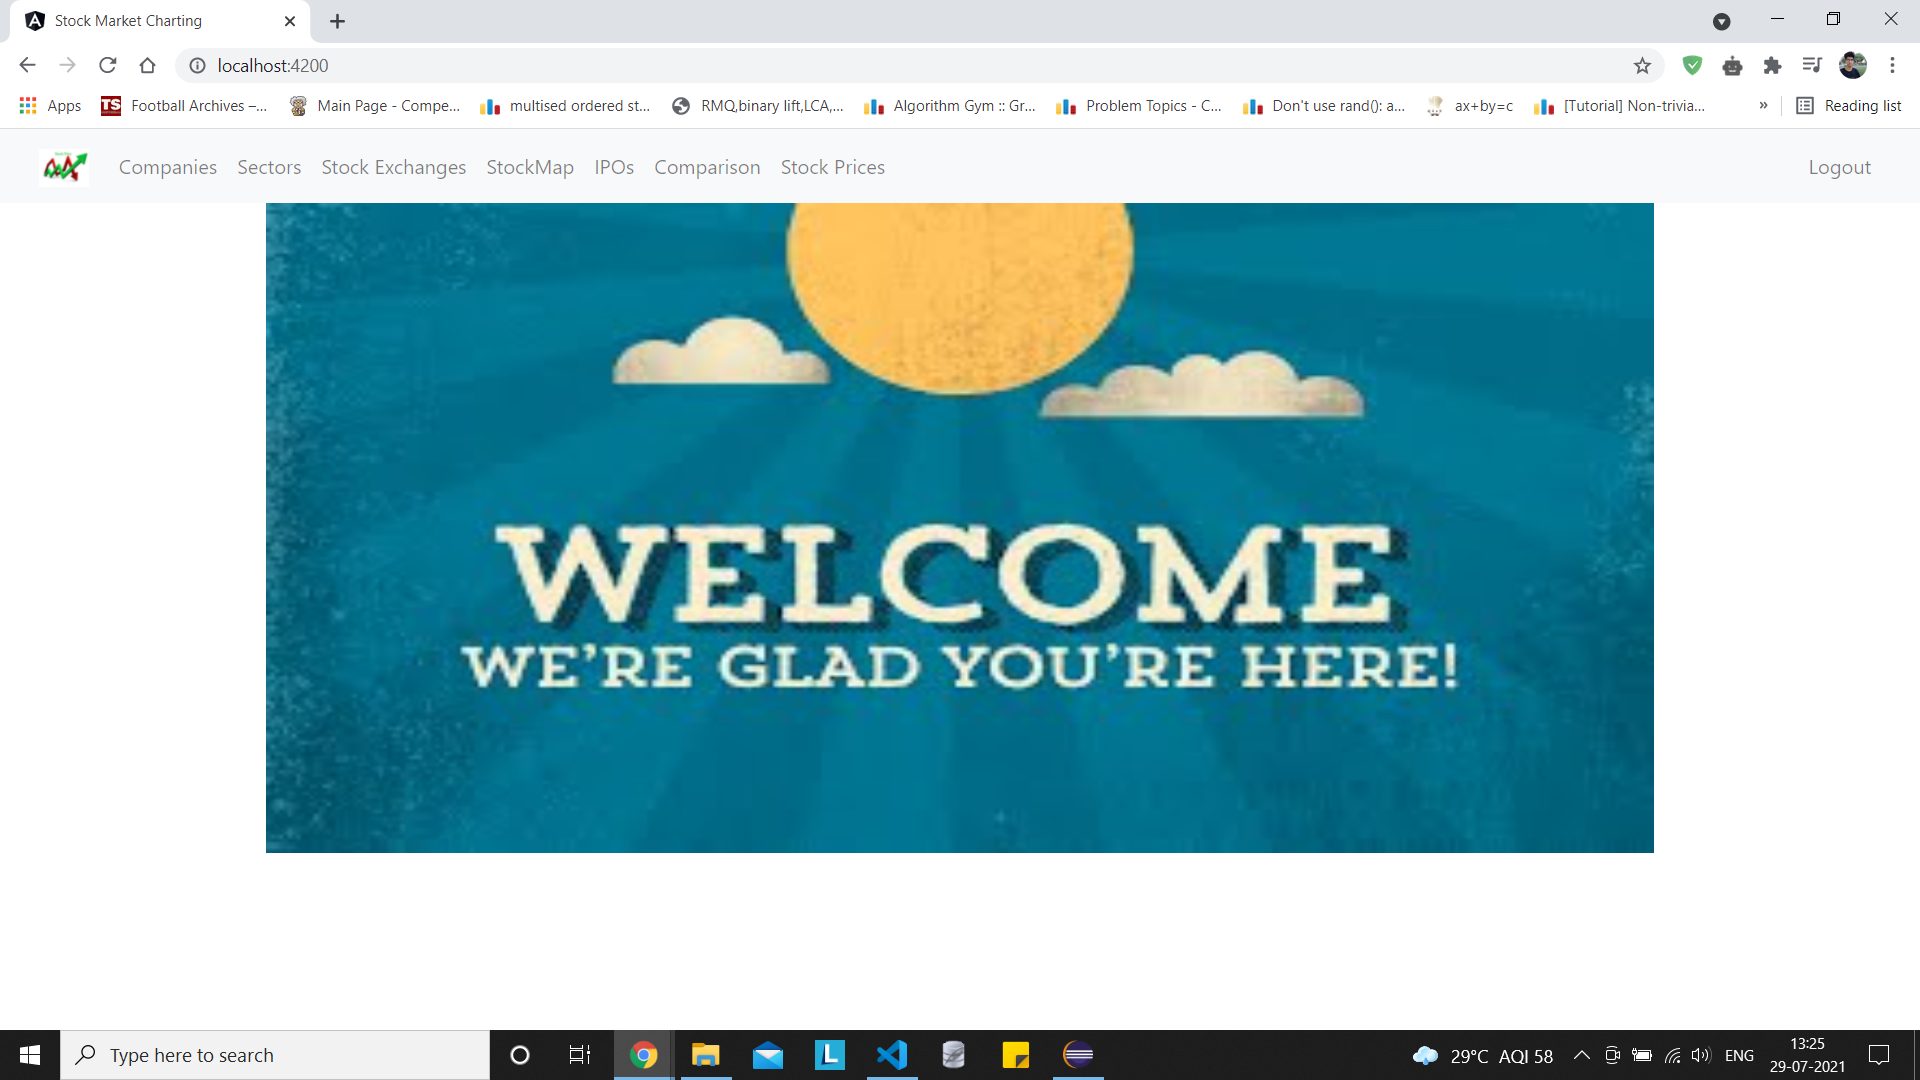 Stock Market Charting
localhost:4200
Apps Football Archives –... Main Page - Compe... multised ordered st... RMQ,binary lift,LCA,... Algorithm Gym :: Gr... Problem Topics - C... Don't use rand(): a... ax+by=c [Tutorial] Non-trivia... » Reading list
Companies Sectors Stock Exchanges StockMap IPOs Comparison Stock Prices Logout
WELCOME
WE'RE GLAD YOU'RE HERE!
Type here to search 29°C AQI 58 ENG 13:25
29-07-2021